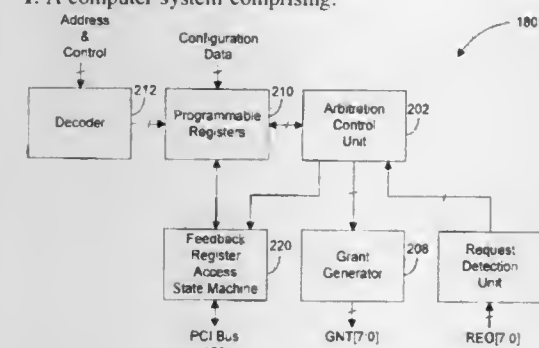 1. A computer system comprising:
Address
&
Control
Configuration
Data
180
212
210
202
Decoder
Programmable
Registers
Arbitration
Control
Unit
Feedback
Register
Access
State Machine
220
Grant
Generator
208
Request
Detection
Unit
PCI Bus
GNT[7:0]
REQ[7:0]